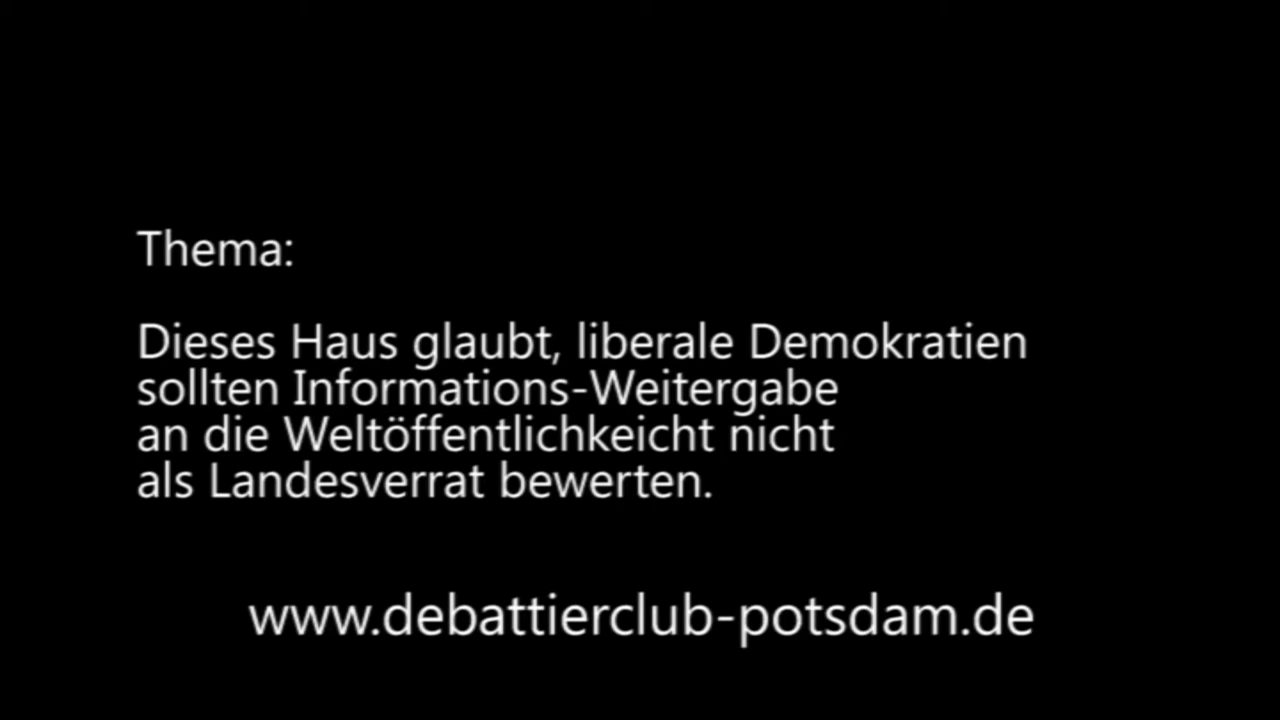 Thema:
Dieses Haus glaubt, liberale Demokratien
sollten Informations-Weitergabe
an die Weltöffentlichkeicht nicht
als Landesverrat bewerten.
www.debattierclub-potsdam.de